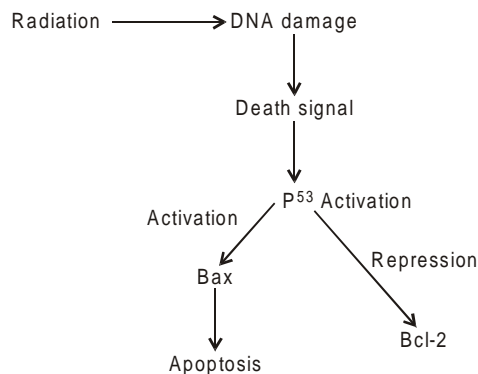 Radiation
DNA damage
Death signal
P53 Activation
Activation
Repression
Bax
Bcl-2
Apoptosis